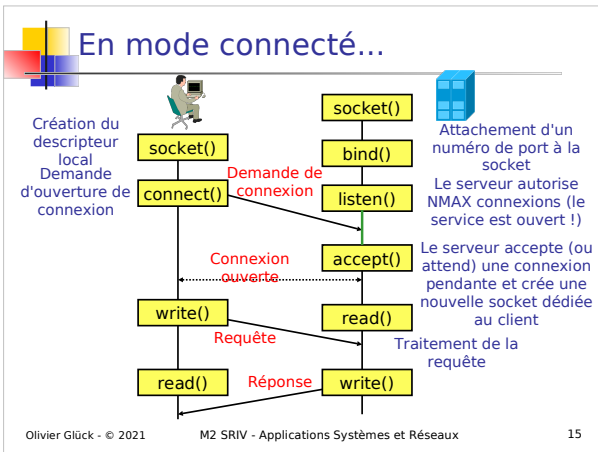 En mode connecté...
Création du
descripteur
local
Demande
d'ouverture de
connexion
socket()
connect()
Demande de
connexion
socket()
bind()
listen()
accept()
Attachement d'un
numéro de port à la
socket
Le serveur autorise
NMAX connexions (le
service est ouvert !)
Connexion
ouverte
Le serveur accepte (ou
attend) une connexion
pendante et crée une
nouvelle socket dédiée
au client
write()
Requête
read()
Traitement de la
requête
read()
Réponse
write()
Olivier Glück - © 2021
M2 SRIV - Applications Systèmes et Réseaux
15